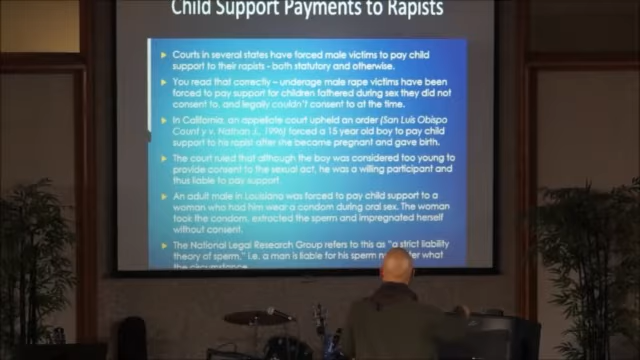 Child Support Payments to Rapists
Courts in several states have forced male victims to pay child
support to their rapists - both statutory and otherwise.
You read that correctly – underage male rape victims have been
forced to pay support for children fathered during sex they did not
consent to, and legally couldn't consent to at the time.
In California, an appellate court upheld an order (San Luis Obispo
County v. Nathan J., 1996) forced a 15 year old boy to pay child
support to his rapist after she become pregnant and gave birth.
The court ruled that although the boy was considered too young to
provide consent to the sexual act, he was a willing participant and
thus liable to pay support.
An adult male in Louisiana was forced to pay child support to a
woman who had him wear a condom during oral sex. The woman
took the condom, extracted the sperm and impregnated herself
without consent.
The National Legal Research Group refers to this as "a strict liability
theory of sperm," i.e. a man is liable for his sperm what
the circumstance